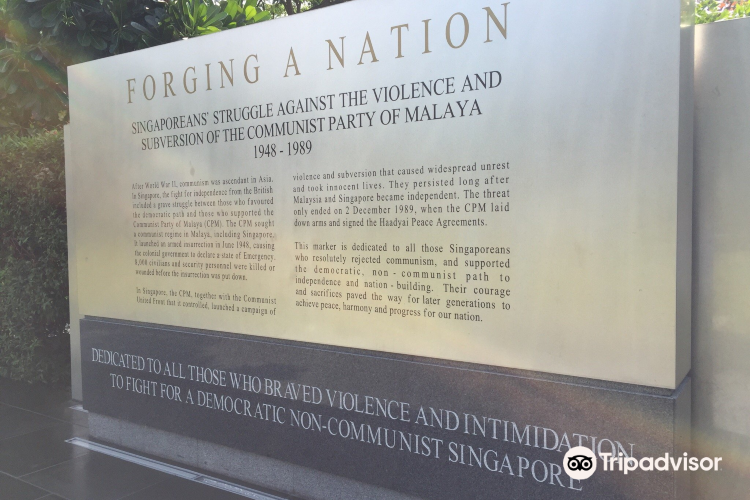 FORGING A NATION
SINGAPOREANS' STRUGGLE AGAINST THE VIOLENCE AND
SUBVERSION OF THE COMMUNIST PARTY OF MALAYA
1948 - 1989
After World War II, communism was ascendant in Asia.
In Singapore, the fight for independence from the British
included a grave struggle between those who favoured
the democratic path and those who supported the
Communist Party of Malaya (CPM). The CPM sought
a communist regime in Malaya, including Singapore.
It launched an armed insurrection in June 1948, causing
the colonial government to declare a state of Emergency.
8,000 civilians and security personnel were killed or
wounded before the insurrection was put down.
In Singapore, the CPM, together with the Communist
United Front that it controlled, launched a campaign of
violence and subversion that caused widespread unrest
and took innocent lives. They persisted long after
Malaysia and Singapore became independent. The threat
only ended on 2 December 1989, when the CPM laid
down arms and signed the Haadyai Peace Agreements.
This marker is dedicated to all those Singaporeans
who resolutely rejected communism, and supported
the democratic, non - communist path to
independence and nation - building. Their courage
and sacrifices paved the way for later generations to
achieve peace, harmony and progress for our nation.
DEDICATED TO ALL THOSE WHO BRAVED VIOLENCE AND INTIMIDATION
TO FIGHT FOR A DEMOCRATIC NON-COMMUNIST SINGAPORE
Tripadvisor